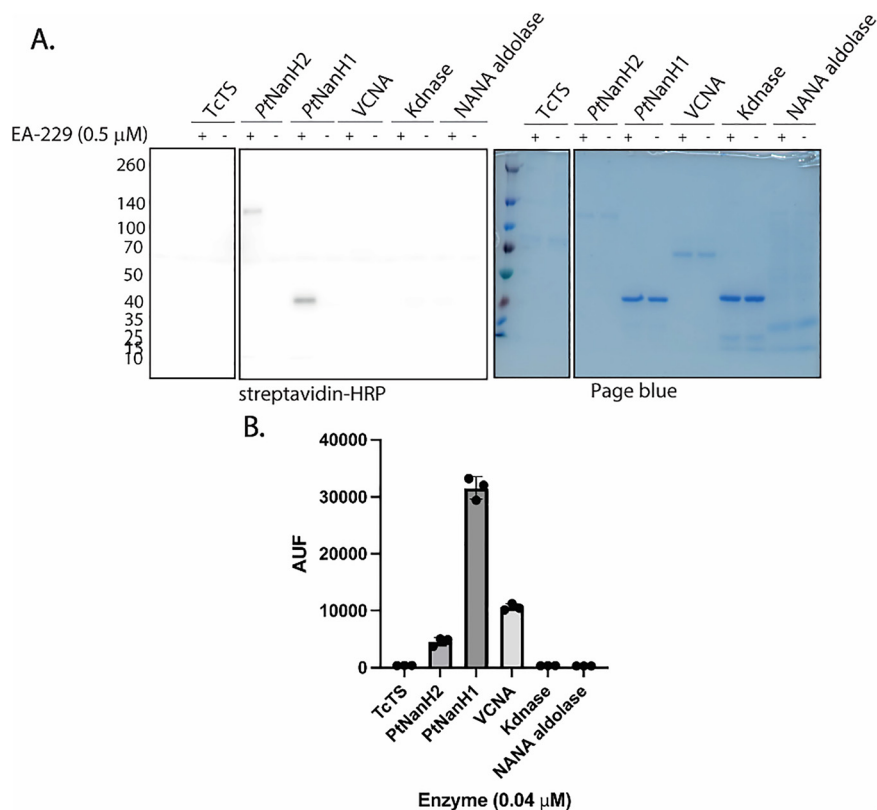 A.
TcTS PtNanH2 PtNanH1 VCNA Kdnase NANA aldolase TcTS PtNanH2 PtNanH1 VCNA Kdnase NANA aldolase
EA-229 (0.5 μM) + - + - + - + - + - + - + - + - + - + - + - + -
260
140
100
70
50
40
35
25
15
10
streptavidin-HRP Page blue
B.
40000
30000
20000
10000
0
AUF
TcTS PtNanH2 PtNanH1 VCNA Kdnase NANA aldolase
Enzyme (0.04 μM)